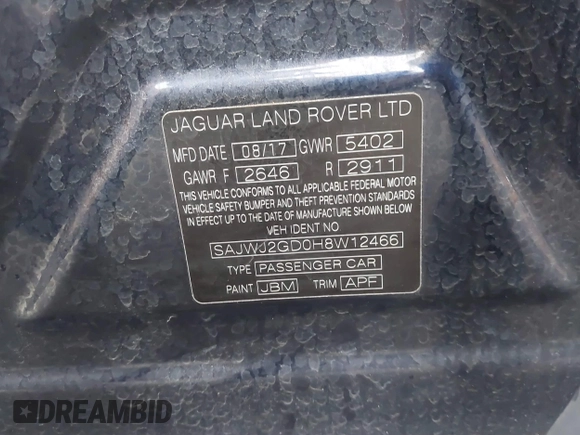 JAGUAR LAND ROVER LTD
MFD DATE 08/17 GVWR 5402
GAWR F 2646 R 2911
THIS VEHICLE CONFORMS TO ALL APPLICABLE FEDERAL MOTOR
VEHICLE SAFETY BUMPER AND THEFT PREVENTION STANDARDS
IN EFFECT ON THE DATE OF MANUFACTURE SHOWN BELOW
VEH IDENT NO
SAJWJ2GD0H8W12466
TYPE PASSENGER CAR
PAINT JBM TRIM APF
DREAMBID